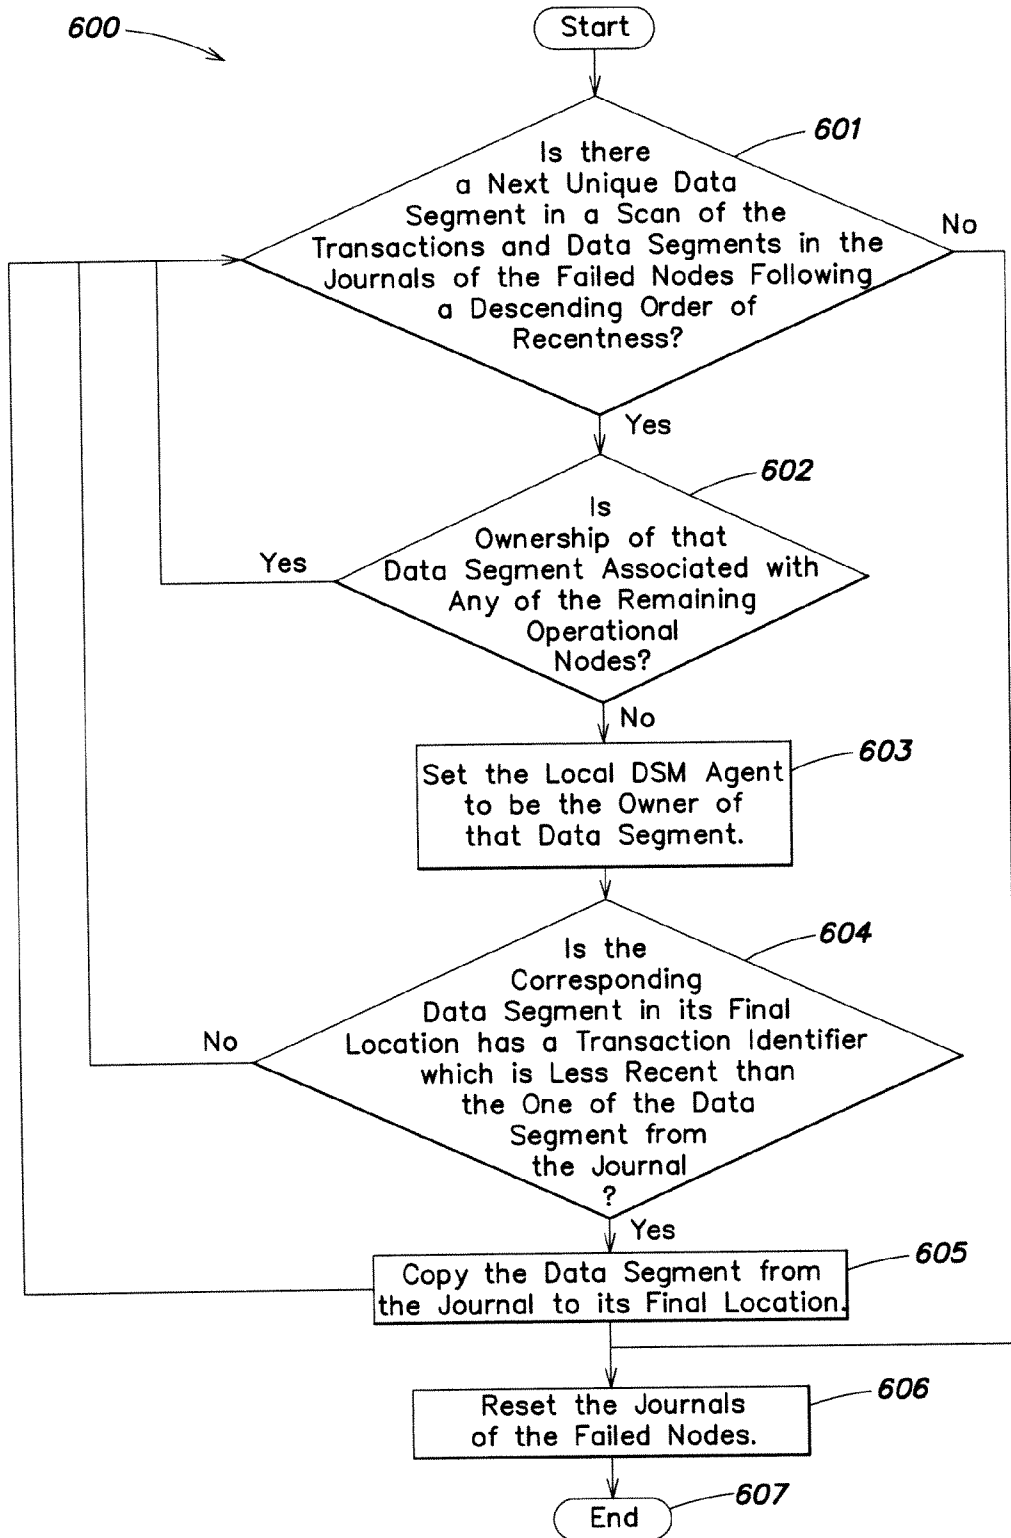 600
Start
601
Is there
a Next Unique Data
Segment in a Scan of the
Transactions and Data Segments in the
Journals of the Failed Nodes Following
a Descending Order of
Recentness?
No
Yes
602
Is
Ownership of that
Data Segment Associated with
Any of the Remaining
Operational
Nodes?
Yes
No
603
Set the Local DSM Agent
to be the Owner of
that Data Segment.
604
Is the
Corresponding
Data Segment in its Final
Location has a Transaction Identifier
which is Less Recent than
the One of the Data
Segment from
the Journal
?
No
Yes
605
Copy the Data Segment from
the Journal to its Final Location.
606
Reset the Journals
of the Failed Nodes.
607
End